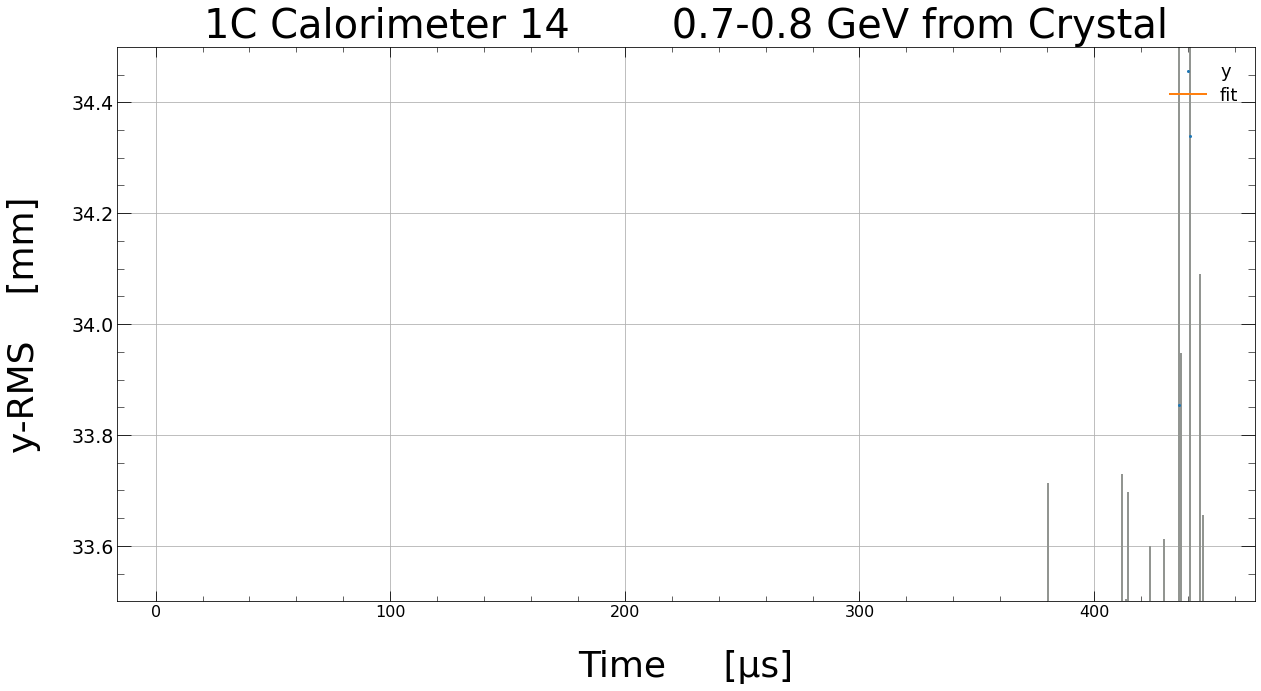 1C Calorimeter 14 0.7-0.8 GeV from Crystal
y
fit
34.4
34.2
34.0
33.8
33.6
y-RMS [mm]
0 100 200 300 400
Time [μs]